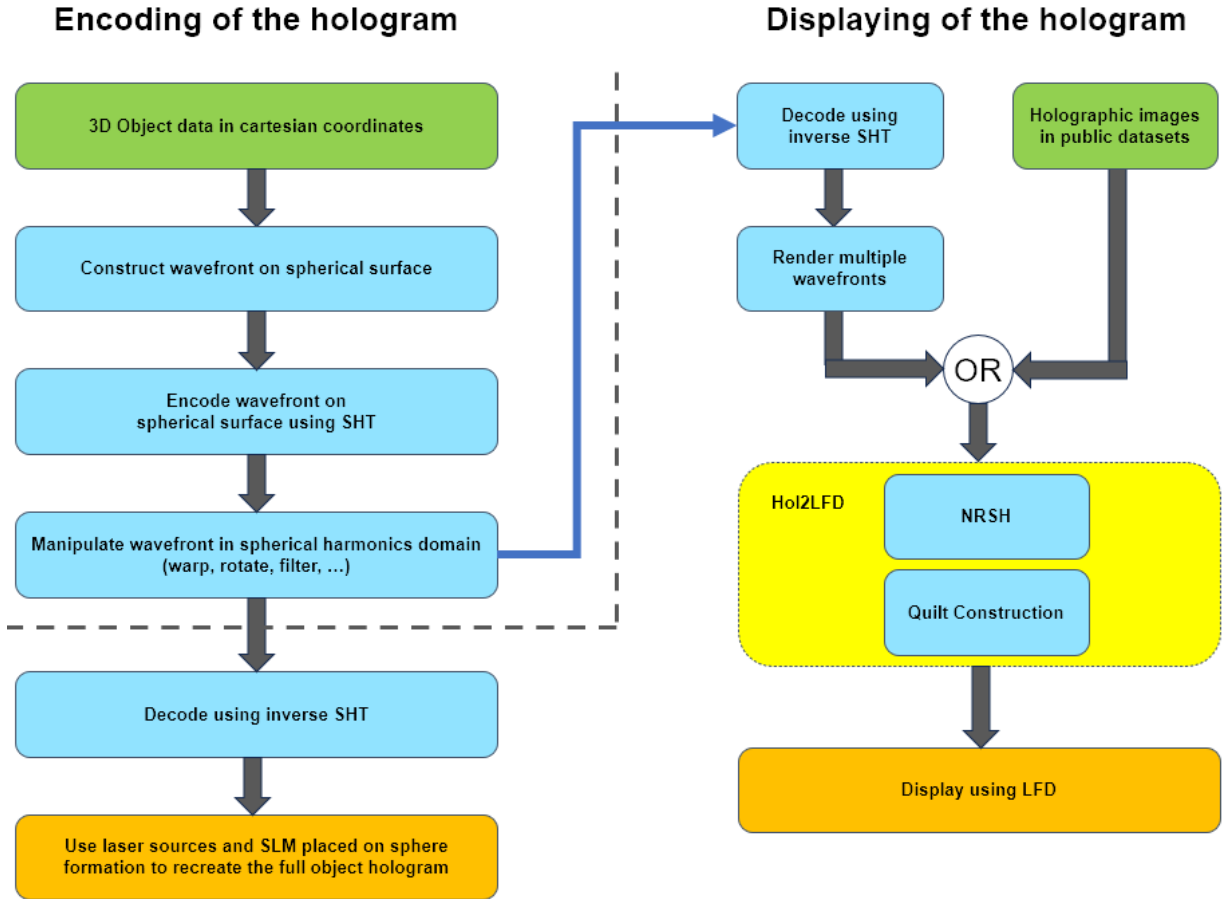 Encoding of the hologram
3D Object data in cartesian coordinates
Construct wavefront on spherical surface
Encode wavefront on
spherical surface using SHT
Manipulate wavefront in spherical harmonics domain
(warp, rotate, filter, ...)
Decode using inverse SHT
Use laser sources and SLM placed on sphere
formation to recreate the full object hologram
Displaying of the hologram
Decode using
inverse SHT
Holographic images
in public datasets
Render multiple
wavefronts
OR
Hol2LFD
NRSH
Quilt Construction
Display using LFD